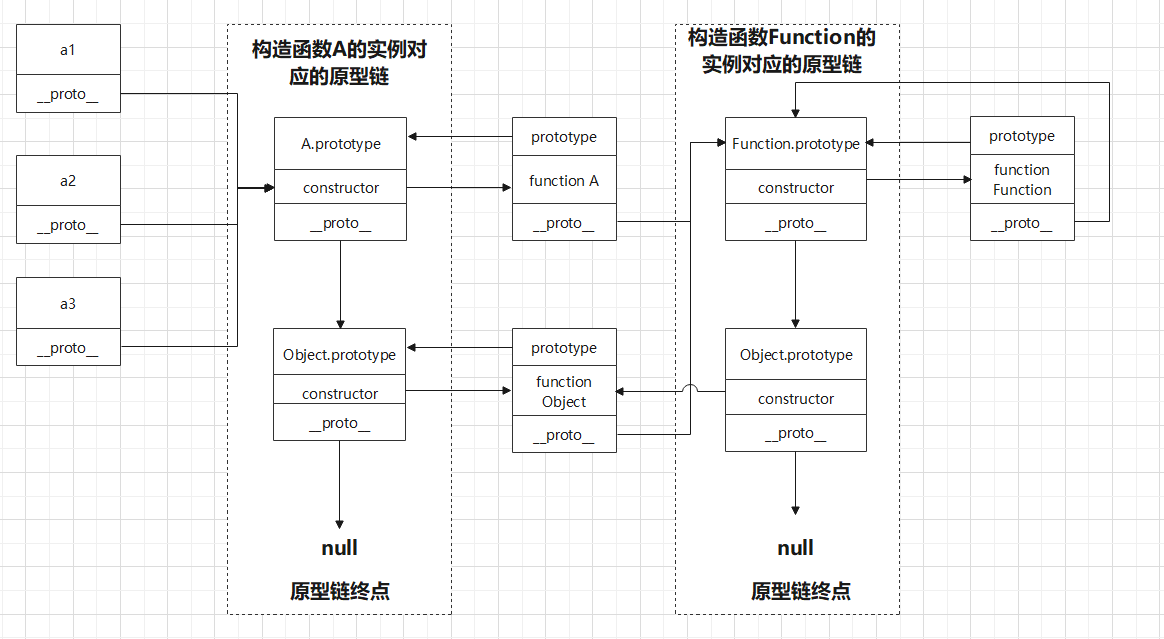 a1
__proto__
a2
__proto__
a3
__proto__
构造函数A的实例对
应的原型链
A.prototype
constructor
__proto__
Object.prototype
constructor
__proto__
null
原型链终点
prototype
function A
__proto__
prototype
function
Object
__proto__
构造函数Function的
实例对应的原型链
Function.prototype
constructor
__proto__
Object.prototype
constructor
__proto__
null
原型链终点
prototype
function
Function
__proto__